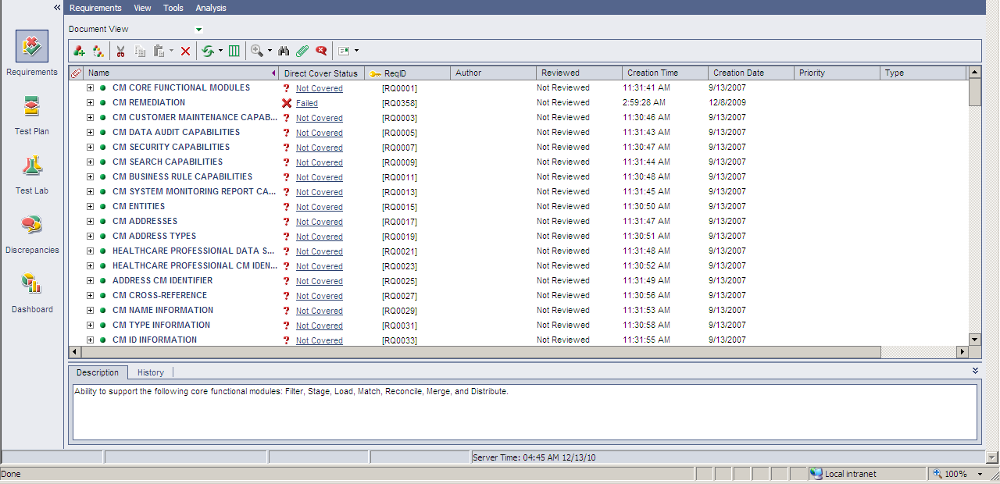 Requirements View Tools Analysis
Document View
Requirements
Test Plan
Test Lab
Discrepancies
Dashboard
Name Direct Cover Status ReqID Author Reviewed Creation Time Creation Date Priority Type
CM CORE FUNCTIONAL MODULES ? Not Covered [RQ0001] Not Reviewed 11:31:41 AM 9/13/2007
CM REMEDIATION Failed [RQ0358] Not Reviewed 2:59:28 AM 12/8/2009
CM CUSTOMER MAINTENANCE CAPAB... ? Not Covered [RQ0003] Not Reviewed 11:30:46 AM 9/13/2007
CM DATA AUDIT CAPABILITIES ? Not Covered [RQ0005] Not Reviewed 11:31:43 AM 9/13/2007
CM SECURITY CAPABILITIES ? Not Covered [RQ0007] Not Reviewed 11:30:47 AM 9/13/2007
CM SEARCH CAPABILITIES ? Not Covered [RQ0009] Not Reviewed 11:31:44 AM 9/13/2007
CM BUSINESS RULE CAPABILITIES ? Not Covered [RQ0011] Not Reviewed 11:30:48 AM 9/13/2007
CM SYSTEM MONITORING REPORT CA... ? Not Covered [RQ0013] Not Reviewed 11:31:45 AM 9/13/2007
CM ENTITIES ? Not Covered [RQ0015] Not Reviewed 11:30:50 AM 9/13/2007
CM ADDRESSES ? Not Covered [RQ0017] Not Reviewed 11:31:47 AM 9/13/2007
CM ADDRESS TYPES ? Not Covered [RQ0019] Not Reviewed 11:30:51 AM 9/13/2007
HEALTHCARE PROFESSIONAL DATA S... ? Not Covered [RQ0021] Not Reviewed 11:31:48 AM 9/13/2007
HEALTHCARE PROFESSIONAL CM IDEN... ? Not Covered [RQ0023] Not Reviewed 11:30:52 AM 9/13/2007
ADDRESS CM IDENTIFIER ? Not Covered [RQ0025] Not Reviewed 11:31:49 AM 9/13/2007
CM CROSS-REFERENCE ? Not Covered [RQ0027] Not Reviewed 11:30:56 AM 9/13/2007
CM NAME INFORMATION ? Not Covered [RQ0029] Not Reviewed 11:31:53 AM 9/13/2007
CM TYPE INFORMATION ? Not Covered [RQ0031] Not Reviewed 11:30:58 AM 9/13/2007
CM ID INFORMATION ? Not Covered [RQ0033] Not Reviewed 11:31:55 AM 9/13/2007
Description History
Ability to support the following core functional modules: Filter, Stage, Load, Match, Reconcile, Merge, and Distribute.
Server Time: 04:45 AM 12/13/10
Done Local intranet 100%